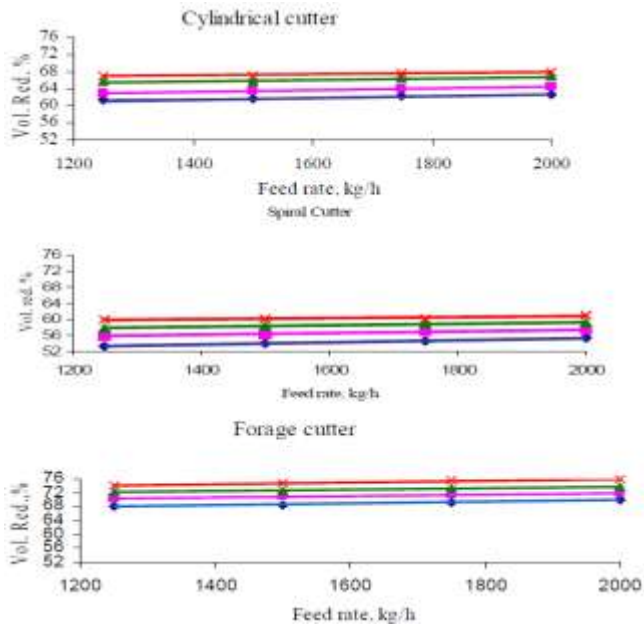 Cylindrical cutter
Vol. Red. %
76
72
68
64
60
56
52
1200 1400 1600 1800 2000
Feed rate, kg/h
Spiral Cutter
Vol. red. %
76
72
68
64
60
56
52
1200 1400 1600 1800 2000
Feed rate, kg/h
Forage cutter
Vol. Red., %
76
72
68
64
60
56
52
1200 1400 1600 1800 2000
Feed rate, kg/h